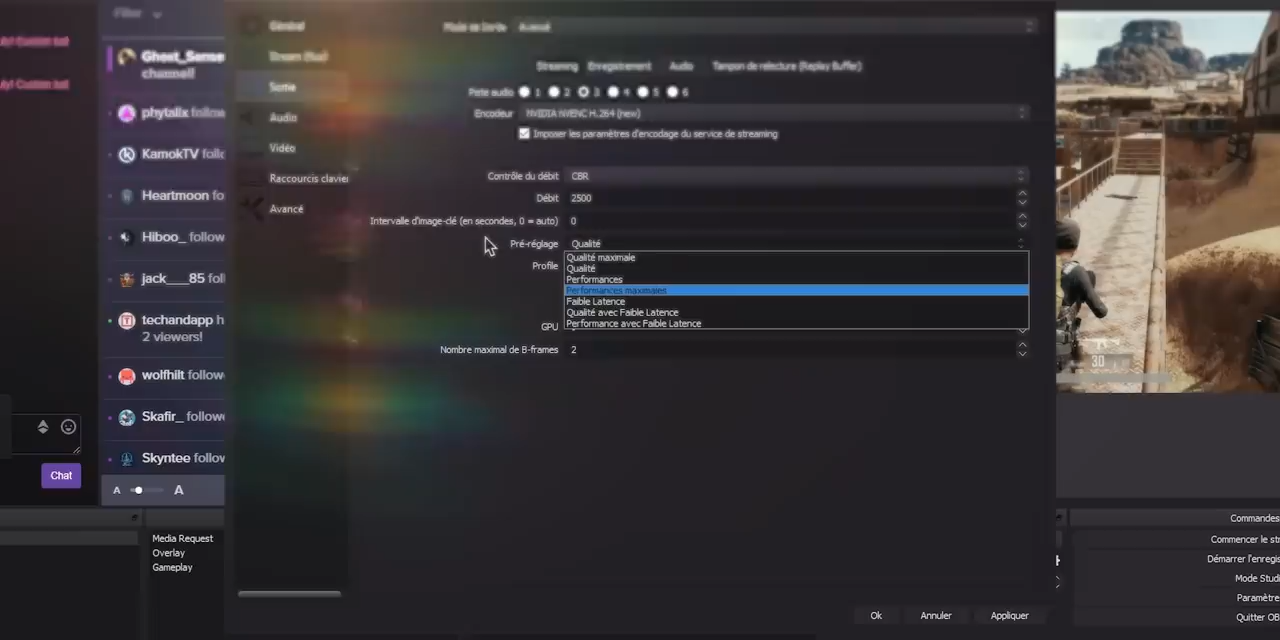 Filter
Ghost_Sense
channel!
phytallx follow
KamokTV follo
Heartmoon fo
Hiboo_ follow
jack___85 foll
techandapp h
2 viewers!
wolfhilt followe
Skafir_ followe
Skyntee follow
Chat
A A
Général
Stream (flux)
Sortie
Audio
Vidéo
Raccourcis clavier
Avancé
Mode de Sortie Avancé
Streaming Enregistrement Audio Tampon de relecture (Replay Buffer)
Piste audio 1 2 3 4 5 6
Encodeur NVIDIA NVENC H.264 (new)
Imposer les paramètres d'encodage du service de streaming
Contrôle du débit CBR
Débit 2500
Intervalle d'image-clé (en secondes, 0 = auto) 0
Pré-réglage Qualité
Profile
Qualité maximale
Qualité
Performances
Performances maximales
Faible Latence
Qualité avec Faible Latence
Performance avec Faible Latence
GPU
Nombre maximal de B-frames 2
Ok Annuler Appliquer
30
Media Request
Overlay
Gameplay
Commandes
Commencer le str
Démarrer l'enregis
Mode Studi
Paramètre
Quitter OB